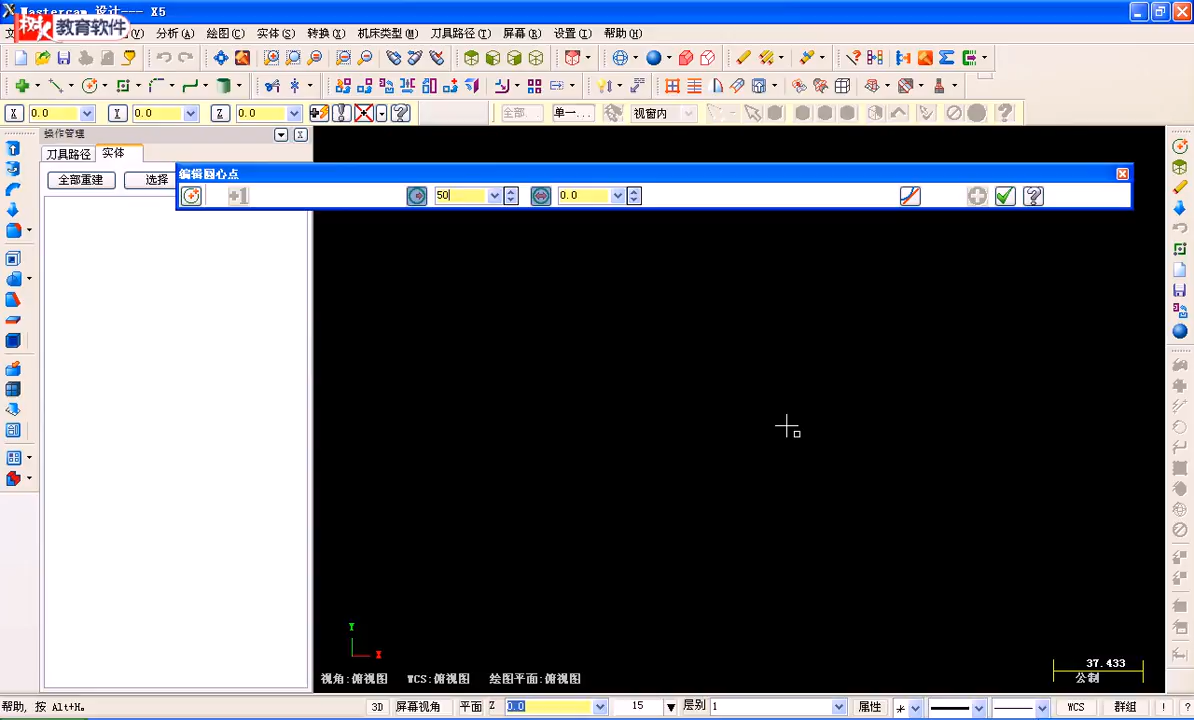 Mastercam 设计--- X5
树人 教育软件
(V) 分析(A) 绘图(C) 实体(S) 转换(X) 机床类型(M) 刀具路径(T) 屏幕(R) 设置(I) 帮助(H)
X 0.0 Y 0.0 Z 0.0 全部... 单一... 视窗内
操作管理
刀具路径 实体
全部重建 选择
编辑圆心点
+1 50 0.0
Y
X
视角:俯视图 WCS:俯视图 绘图平面:俯视图
37.433
公制
帮助, 按 Alt+H。 3D 屏幕视角 平面 Z 0.0 15 层别 1 属性 WCS 群组 ! ?